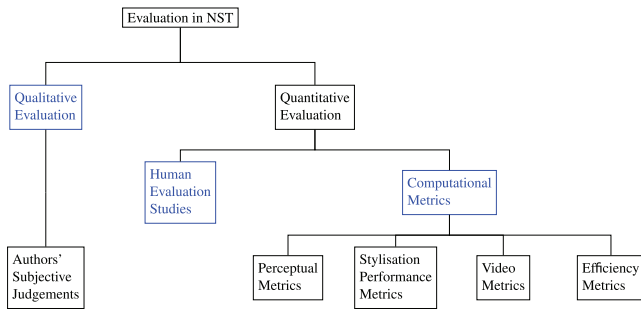 Evaluation in NST
Qualitative
Evaluation
Quantitative
Evaluation
Human
Evaluation
Studies
Computational
Metrics
Authors'
Subjective
Judgements
Perceptual
Metrics
Stylisation
Performance
Metrics
Video
Metrics
Efficiency
Metrics